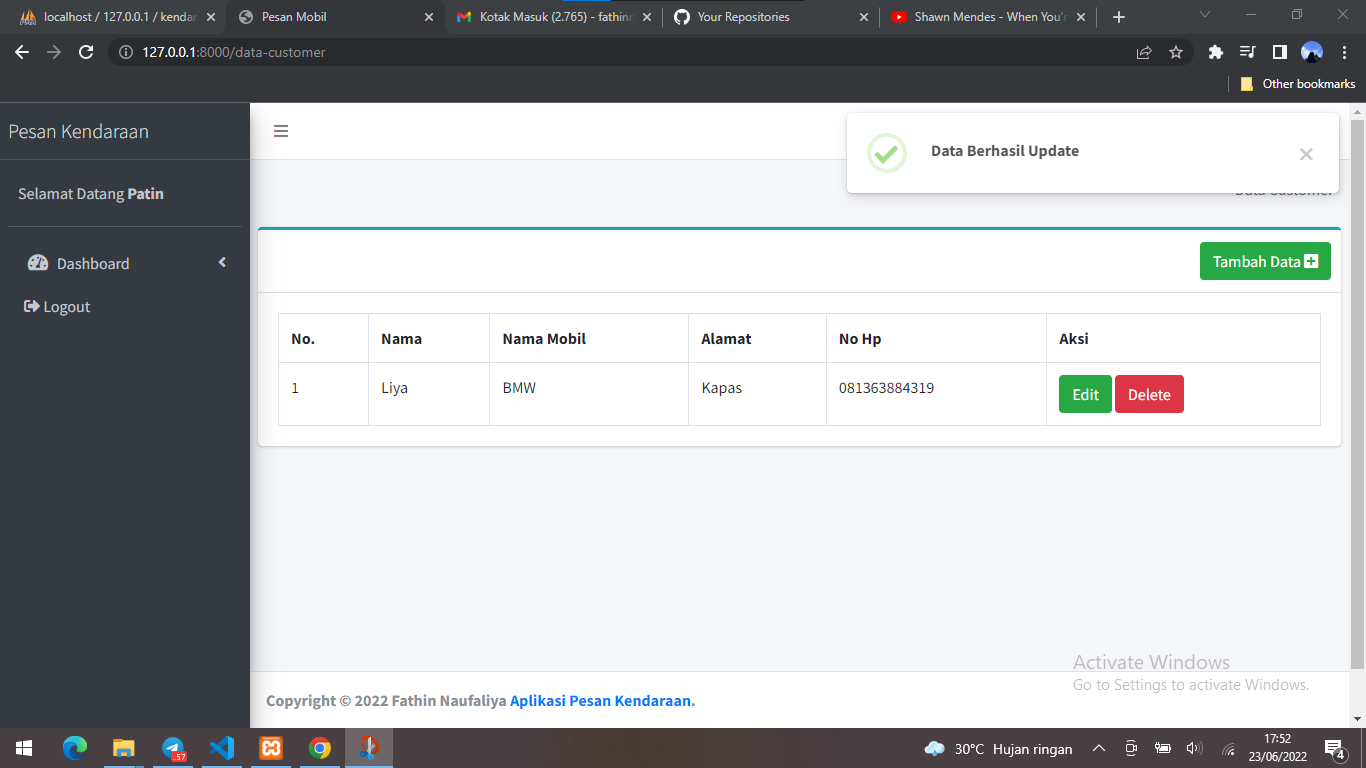 localhost / 127.0.0.1 / kendar
Pesan Mobil
Kotak Masuk (2.765) - fathinn
Your Repositories
Shawn Mendes - When You'r
127.0.0.1:8000/data-customer
Other bookmarks
Pesan Kendaraan
Data Berhasil Update
Selamat Datang Patin
Data Customer
Dashboard
Tambah Data
Logout
No. Nama Nama Mobil Alamat No Hp Aksi
1 Liya BMW Kapas 081363884319 Edit Delete
Activate Windows
Go to Settings to activate Windows.
Copyright © 2022 Fathin Naufaliya Aplikasi Pesan Kendaraan.
.57
30°C Hujan ringan
17:52
23/06/2022
4